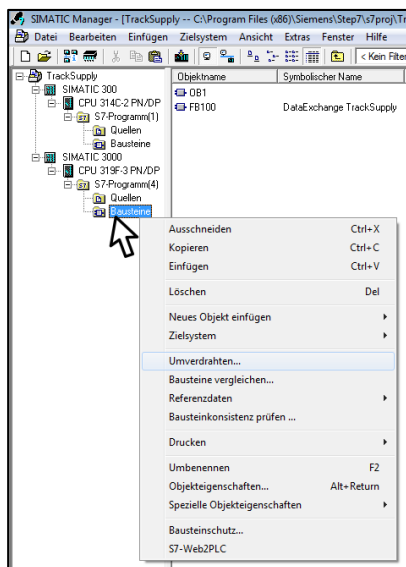 SIMATIC Manager - [TrackSupply -- C:\Program Files (x86)\Siemens\Step7\s7proj\Tr
Datei Bearbeiten Einfügen Zielsystem Ansicht Extras Fenster Hilfe
< Kein Filter
TrackSupply
SIMATIC 300
CPU 314C-2 PN/DP
S7-Programm(1)
Quellen
Bausteine
SIMATIC 3000
CPU 319F-3 PN/DP
S7-Programm(4)
Quellen
Bausteine
Objektname Symbolischer Name
OB1
FB100 DataExchange TrackSupply
Ausschneiden Ctrl+X
Kopieren Ctrl+C
Einfügen Ctrl+V
Löschen Del
Neues Objekt einfügen
Zielsystem
Umverdrahten...
Bausteine vergleichen...
Referenzdaten
Bausteinkonsistenz prüfen ...
Drucken
Umbenennen F2
Objekteigenschaften... Alt+Return
Spezielle Objekteigenschaften
Bausteinschutz...
S7-Web2PLC